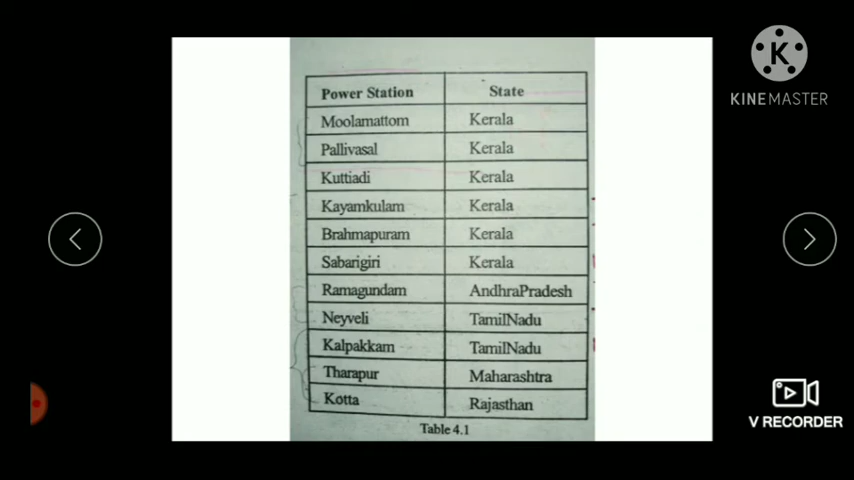 Power Station State
Moolamattom Kerala
Pallivasal Kerala
Kuttiadi Kerala
Kayamkulam Kerala
Brahmapuram Kerala
Sabarigiri Kerala
Ramagundam AndhraPradesh
Neyveli TamilNadu
Kalpakkam TamilNadu
Tharapur Maharashtra
Kotta Rajasthan
Table 4.1
K
KINEMASTER
V RECORDER